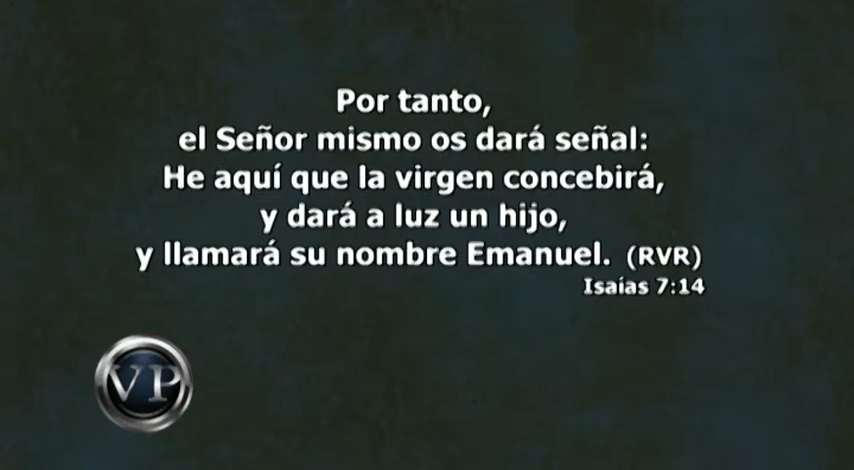 Por tanto,
el Señor mismo os dará señal:
He aquí que la virgen concebirá,
y dará a luz un hijo,
y llamará su nombre Emanuel. (RVR)
Isaías 7:14
VP